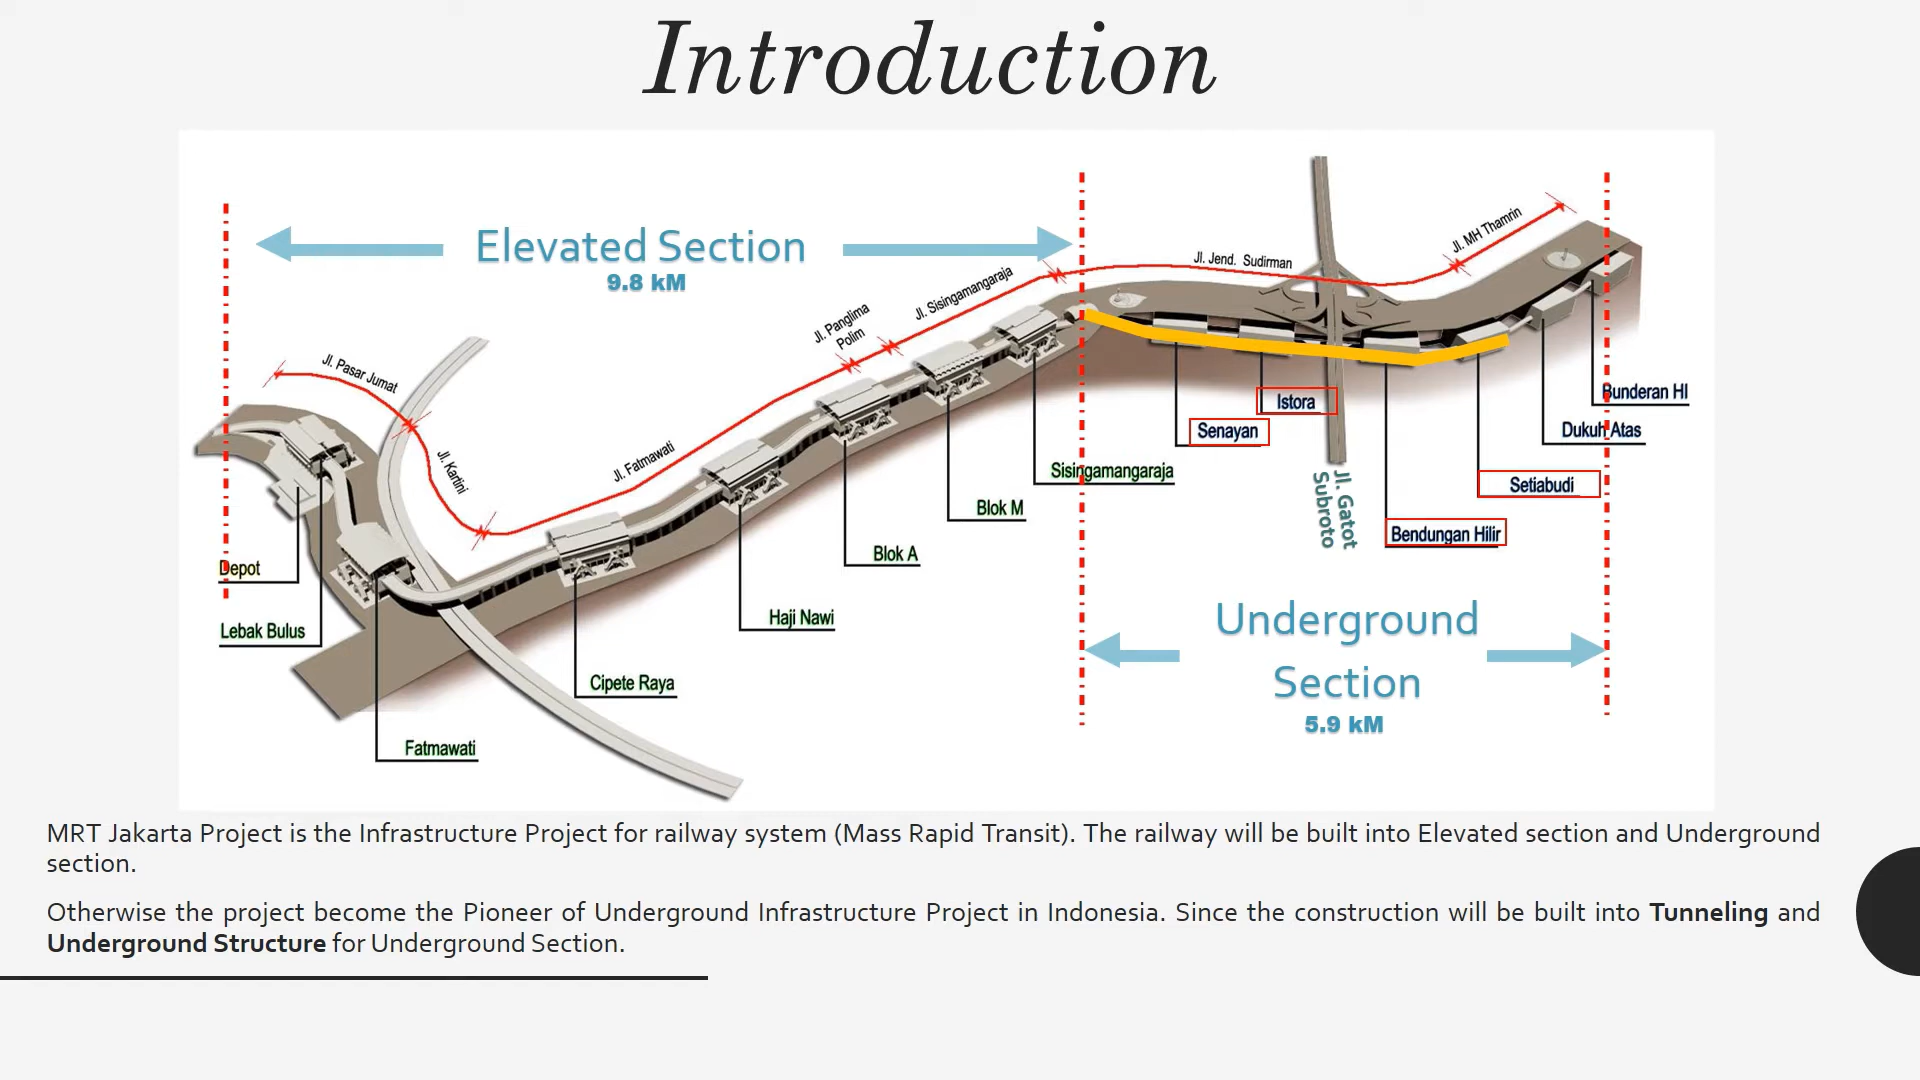 Introduction
Elevated Section
9.8 kM
Jl. Pasar Jumat
Jl. Kartini
Jl. Fatmawati
Jl. Panglima
Polim
Jl. Sisingamangaraja
Jl. Jend. Sudirman
Jl. MH Thamrin
Jl. Gatot
Subroto
Depot
Lebak Bulus
Fatmawati
Cipete Raya
Haji Nawi
Blok A
Blok M
Sisingamangaraja
Senayan
Istora
Bendungan Hilir
Setiabudi
Dukuh Atas
Bunderan HI
Underground
Section
5.9 kM
MRT Jakarta Project is the Infrastructure Project for railway system (Mass Rapid Transit). The railway will be built into Elevated section and Underground
section.
Otherwise the project become the Pioneer of Underground Infrastructure Project in Indonesia. Since the construction will be built into Tunneling and
Underground Structure for Underground Section.